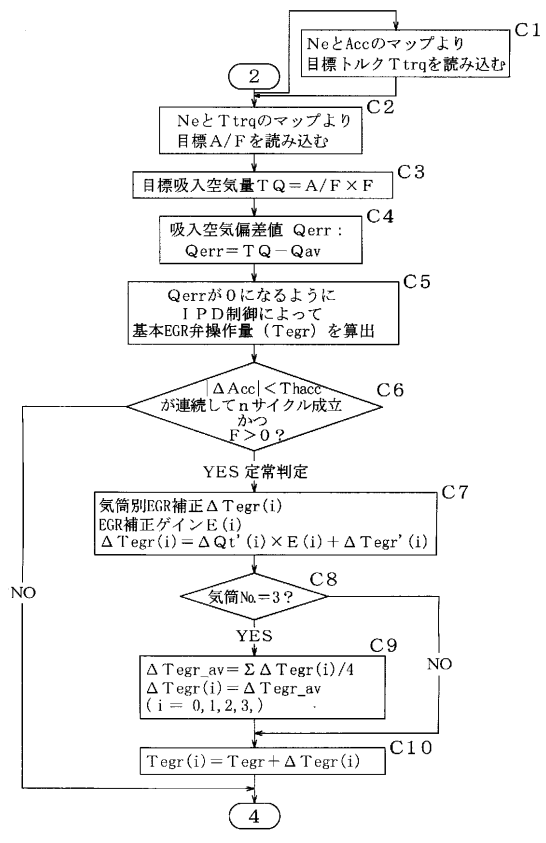 C1
NeとAccのマップより
目標トルクTtrqを読み込む
2
C2
NeとTtrqのマップより
目標A/Fを読み込む
C3
目標吸入空気量TQ=A/F×F
C4
吸入空気偏差値 Qerr:
Qerr=TQ-Qav
C5
Qerrが0になるように
IPD制御によって
基本EGR弁操作量(Tegr)を算出
C6
|ΔAcc|<Thacc
が連続してnサイクル成立
かつ
F>0?
YES 定常判定
C7
気筒別EGR補正ΔTegr(i)
EGR補正ゲインE(i)
ΔTegr(i)=ΔQt'(i)×E(i)+ΔTegr'(i)
C8
気筒No.=3?
NO
YES
C9
NO
ΔTegr_av=ΣΔTegr(i)/4
ΔTegr(i)=ΔTegr_av
(i = 0,1,2,3,)
C10
Tegr(i)=Tegr+ΔTegr(i)
4